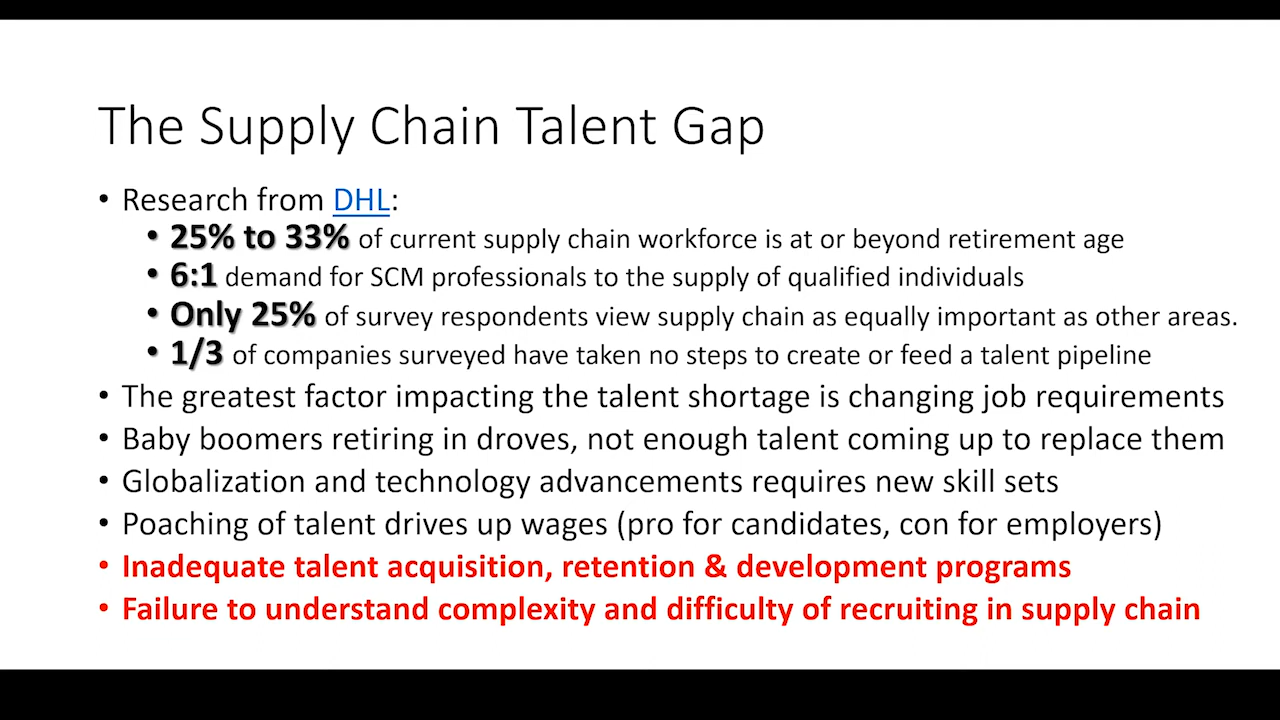 The Supply Chain Talent Gap
• Research from DHL:
• 25% to 33% of current supply chain workforce is at or beyond retirement age
• 6:1 demand for SCM professionals to the supply of qualified individuals
• Only 25% of survey respondents view supply chain as equally important as other areas.
• 1/3 of companies surveyed have taken no steps to create or feed a talent pipeline
• The greatest factor impacting the talent shortage is changing job requirements
• Baby boomers retiring in droves, not enough talent coming up to replace them
• Globalization and technology advancements requires new skill sets
• Poaching of talent drives up wages (pro for candidates, con for employers)
• Inadequate talent acquisition, retention & development programs
• Failure to understand complexity and difficulty of recruiting in supply chain